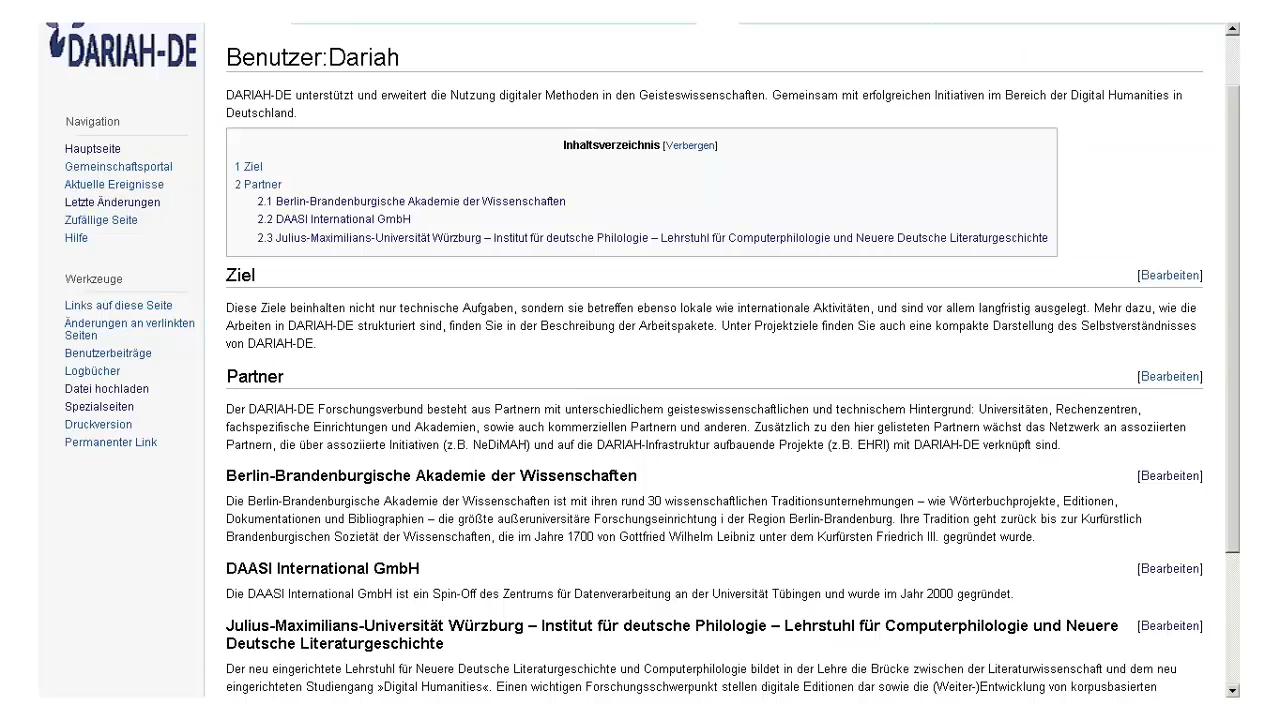 DARIAH-DE
Navigation
Hauptseite
Gemeinschaftsportal
Aktuelle Ereignisse
Letzte Änderungen
Zufällige Seite
Hilfe
Werkzeuge
Links auf diese Seite
Änderungen an verlinkten
Seiten
Benutzerbeiträge
Logbücher
Datei hochladen
Spezialseiten
Druckversion
Permanenter Link
Benutzer:Dariah
DARIAH-DE unterstützt und erweitert die Nutzung digitaler Methoden in den Geisteswissenschaften. Gemeinsam mit erfolgreichen Initiativen im Bereich der Digital Humanities in
Deutschland.
Inhaltsverzeichnis [Verbergen]
1 Ziel
2 Partner
2.1 Berlin-Brandenburgische Akademie der Wissenschaften
2.2 DAASI International GmbH
2.3 Julius-Maximilians-Universität Würzburg – Institut für deutsche Philologie – Lehrstuhl für Computerphilologie und Neuere Deutsche Literaturgeschichte
Ziel [Bearbeiten]
Diese Ziele beinhalten nicht nur technische Aufgaben, sondern sie betreffen ebenso lokale wie internationale Aktivitäten, und sind vor allem langfristig ausgelegt. Mehr dazu, wie die
Arbeiten in DARIAH-DE strukturiert sind, finden Sie in der Beschreibung der Arbeitspakete. Unter Projektziele finden Sie auch eine kompakte Darstellung des Selbstverständnisses
von DARIAH-DE.
Partner [Bearbeiten]
Der DARIAH-DE Forschungsverbund besteht aus Partnern mit unterschiedlichem geisteswissenschaftlichen und technischem Hintergrund: Universitäten, Rechenzentren,
fachspezifische Einrichtungen und Akademien, sowie auch kommerziellen Partnern und anderen. Zusätzlich zu den hier gelisteten Partnern wächst das Netzwerk an assoziierten
Partnern, die über assoziierte Initiativen (z.B. NeDiMAH) und auf die DARIAH-Infrastruktur aufbauende Projekte (z.B. EHRI) mit DARIAH-DE verknüpft sind.
Berlin-Brandenburgische Akademie der Wissenschaften [Bearbeiten]
Die Berlin-Brandenburgische Akademie der Wissenschaften ist mit ihren rund 30 wissenschaftlichen Traditionsunternehmungen – wie Wörterbuchprojekte, Editionen,
Dokumentationen und Bibliographien – die größte außeruniversitäre Forschungseinrichtung i der Region Berlin-Brandenburg. Ihre Tradition geht zurück bis zur Kurfürstlich
Brandenburgischen Sozietät der Wissenschaften, die im Jahre 1700 von Gottfried Wilhelm Leibniz unter dem Kurfürsten Friedrich III. gegründet wurde.
DAASI International GmbH [Bearbeiten]
Die DAASI International GmbH ist ein Spin-Off des Zentrums für Datenverarbeitung an der Universität Tübingen und wurde im Jahr 2000 gegründet.
Julius-Maximilians-Universität Würzburg – Institut für deutsche Philologie – Lehrstuhl für Computerphilologie und Neuere [Bearbeiten]
Deutsche Literaturgeschichte
Der neu eingerichtete Lehrstuhl für Neuere Deutsche Literaturgeschichte und Computerphilologie bildet in der Lehre die Brücke zwischen der Literaturwissenschaft und dem neu
eingerichteten Studiengang »Digital Humanities«. Einen wichtigen Forschungsschwerpunkt stellen digitale Editionen dar sowie die (Weiter-)Entwicklung von korpusbasierten